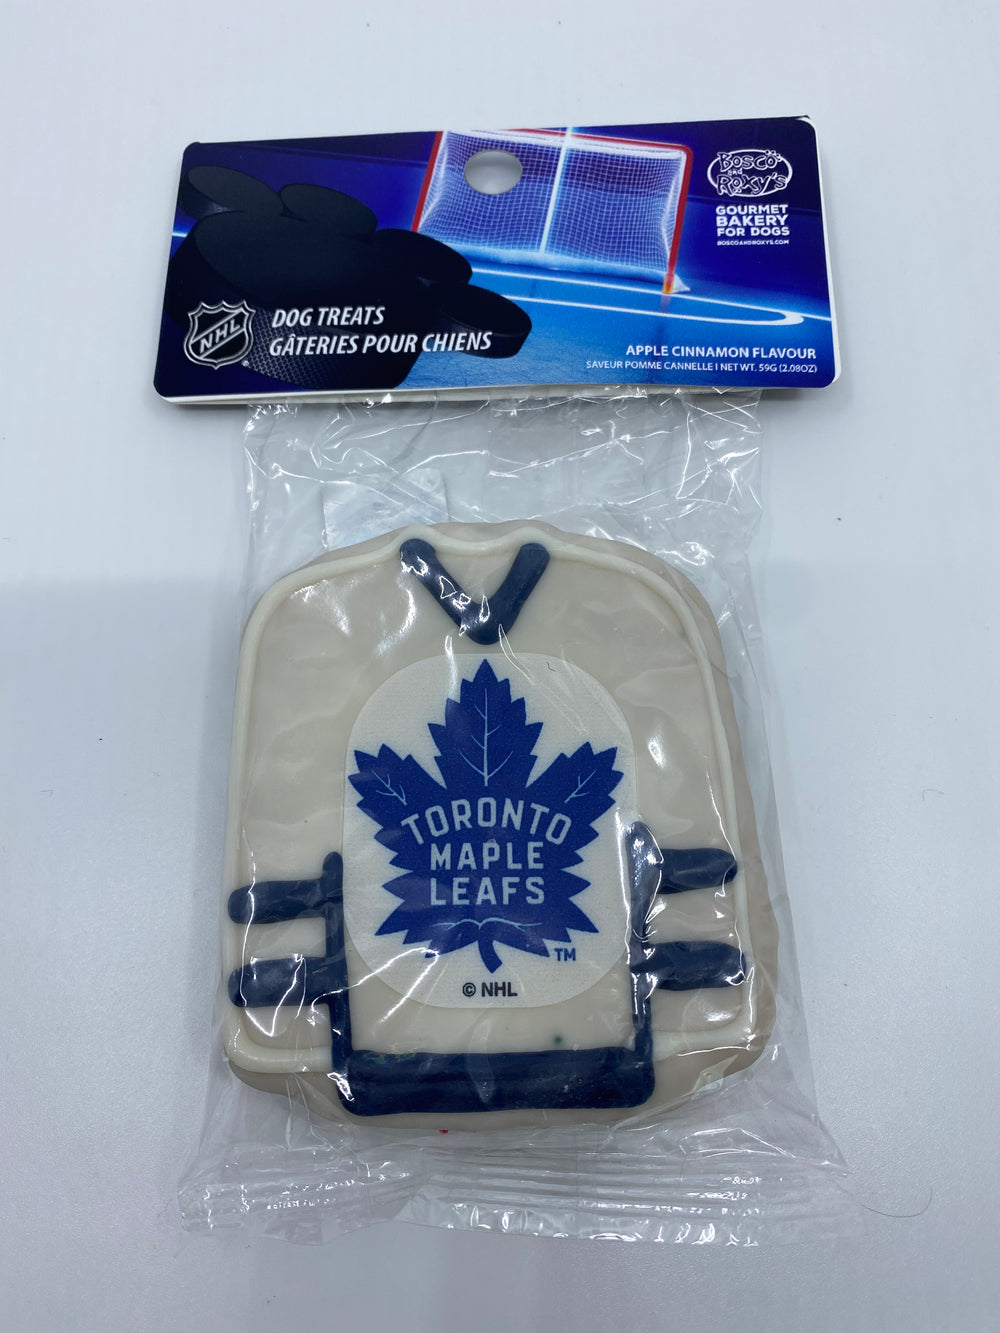 BOSCO
and
ROXY'S
GOURMET
BAKERY
FOR DOGS
BOSCOANDROXYS.COM
NHL
®
DOG TREATS
GÂTERIES POUR CHIENS
APPLE CINNAMON FLAVOUR
SAVEUR POMME CANNELLE I NET WT. 59G (2.08OZ)
TORONTO
MAPLE
LEAFS
TM
© NHL